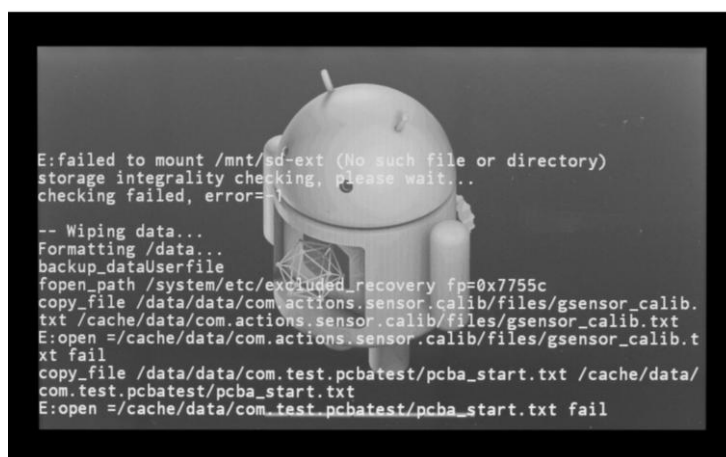 E:failed to mount /mnt/sd-ext (No such file or directory)
storage integrality checking, please wait...
checking failed, error=-1
-- Wiping data...
Formatting /data...
backup_dataUserfile
fopen_path /system/etc/excluded_recovery fp=0x7755c
copy_file /data/data/com.actions.sensor.calib/files/gsensor_calib.
txt /cache/data/com.actions.sensor.calib/files/gsensor_calib.txt
E:open =/cache/data/com.actions.sensor.calib/files/gsensor_calib.t
xt fail
copy_file /data/data/com.test.pcbatest/pcba_start.txt /cache/data/
com.test.pcbatest/pcba_start.txt
E:open =/cache/data/com.test.pcbatest/pcba_start.txt fail